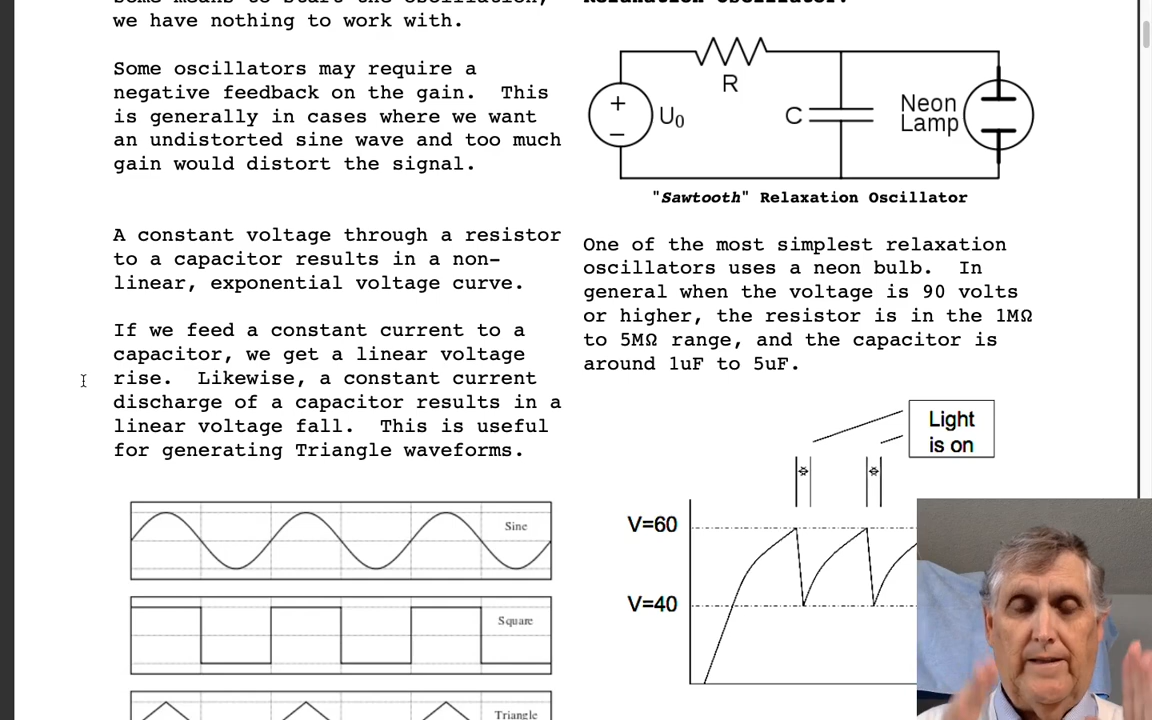 we have nothing to work with.
Some oscillators may require a
negative feedback on the gain. This
is generally in cases where we want
an undistorted sine wave and too much
gain would distort the signal.
A constant voltage through a resistor
to a capacitor results in a non-
linear, exponential voltage curve.
If we feed a constant current to a
capacitor, we get a linear voltage
rise. Likewise, a constant current
discharge of a capacitor results in a
linear voltage fall. This is useful
for generating Triangle waveforms.
Sine
Square
Triangle
Relaxation Oscillator.
R
+
−
U0
C
Neon
Lamp
"Sawtooth" Relaxation Oscillator
One of the most simplest relaxation
oscillators uses a neon bulb. In
general when the voltage is 90 volts
or higher, the resistor is in the 1MΩ
to 5MΩ range, and the capacitor is
around 1uF to 5uF.
Light
is on
V=60
V=40